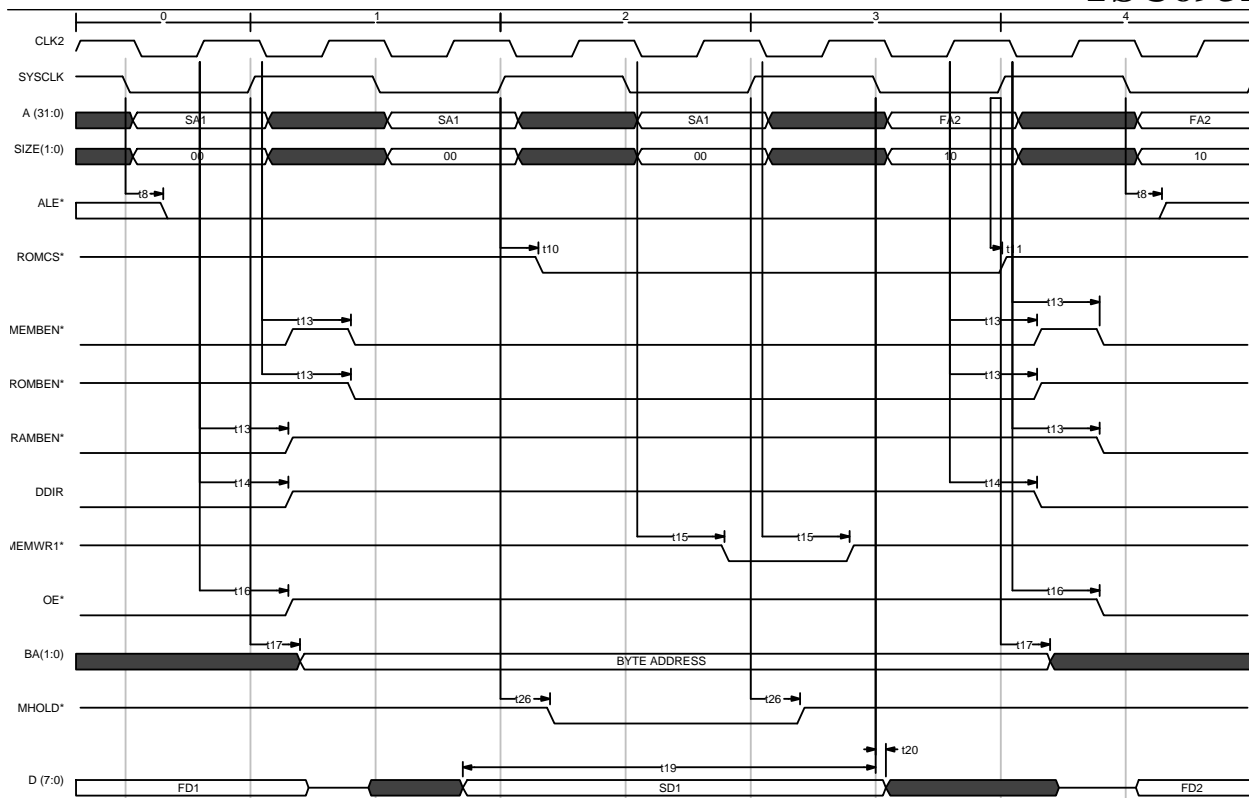 0 1 2 3 4
CLK2
SYSCLK
A (31:0) SA1 SA1 SA1 FA2 FA2
SIZE(1:0) 00 00 00 10 10
t8 t8
ALE*
t10 t11
ROMCS*
t13
t13 t13
MEMBEN*
t13 t13
ROMBEN*
t13 t13
RAMBEN*
t14 t14
DDIR
t15 t15
MEMWR1*
t16 t16
OE*
t17 t17
BA(1:0) BYTE ADDRESS
t26 t26
MHOLD*
t20
t19
D (7:0) FD1 SD1 FD2